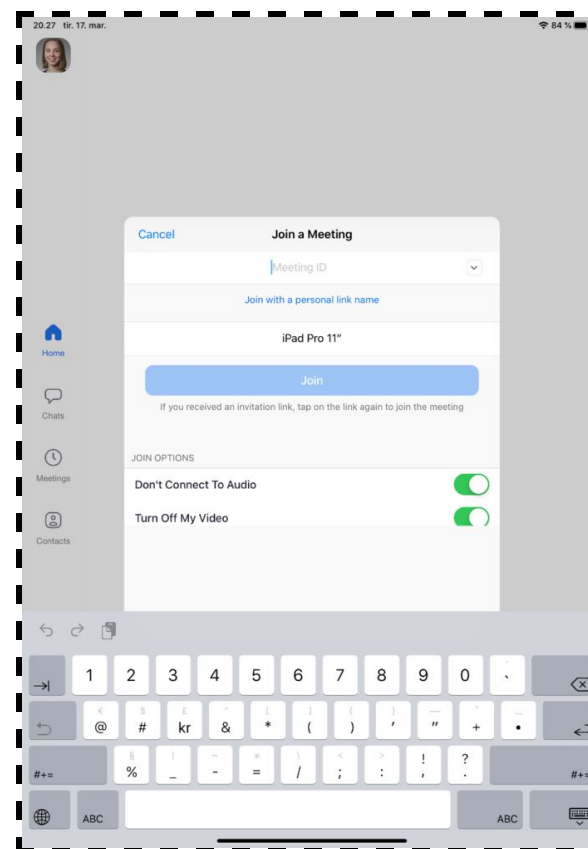 20.27 tir. 17. mar.
84 %
Cancel
Join a Meeting
Meeting ID
Join with a personal link name
iPad Pro 11"
Home
Join
If you received an invitation link, tap on the link again to join the meeting
Chats
JOIN OPTIONS
Meetings
Don't Connect To Audio
Turn Off My Video
Contacts
1 2 3 4 5 6 7 8 9 0
@ # kr & * ( ) ' " +
#+= % _ - = / ; : ! , ? . #+=
ABC ABC